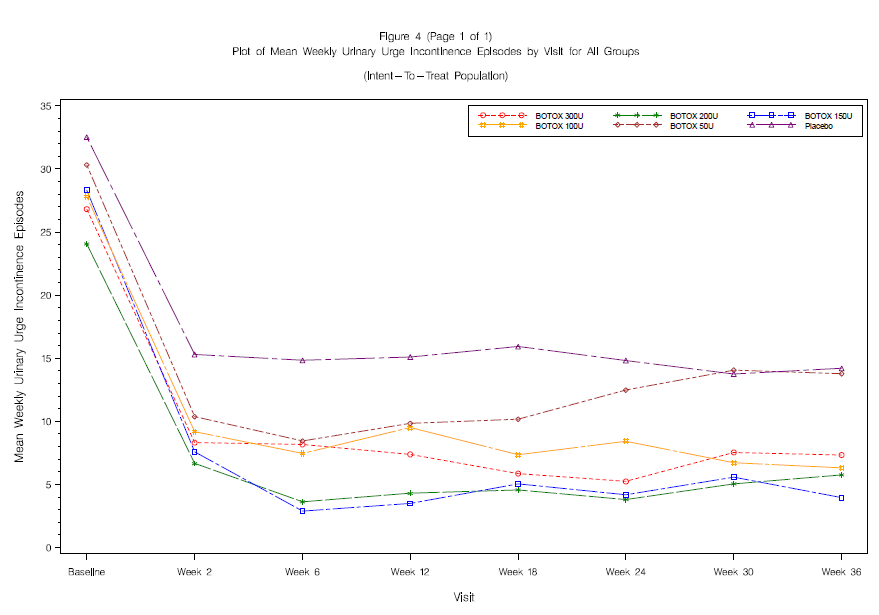 Figure 4 (Page 1 of 1)
Plot of Mean Weekly Urinary Urge Incontinence Episodes by Visit for All Groups
(Intent-To-Treat Population)
BOTOX 300U BOTOX 200U BOTOX 150U
BOTOX 100U BOTOX 50U Placebo
Mean Weekly Urinary Urge Incontinence Episodes
35
30
25
20
15
10
5
0
Baseline Week 2 Week 6 Week 12 Week 18 Week 24 Week 30 Week 36
Visit